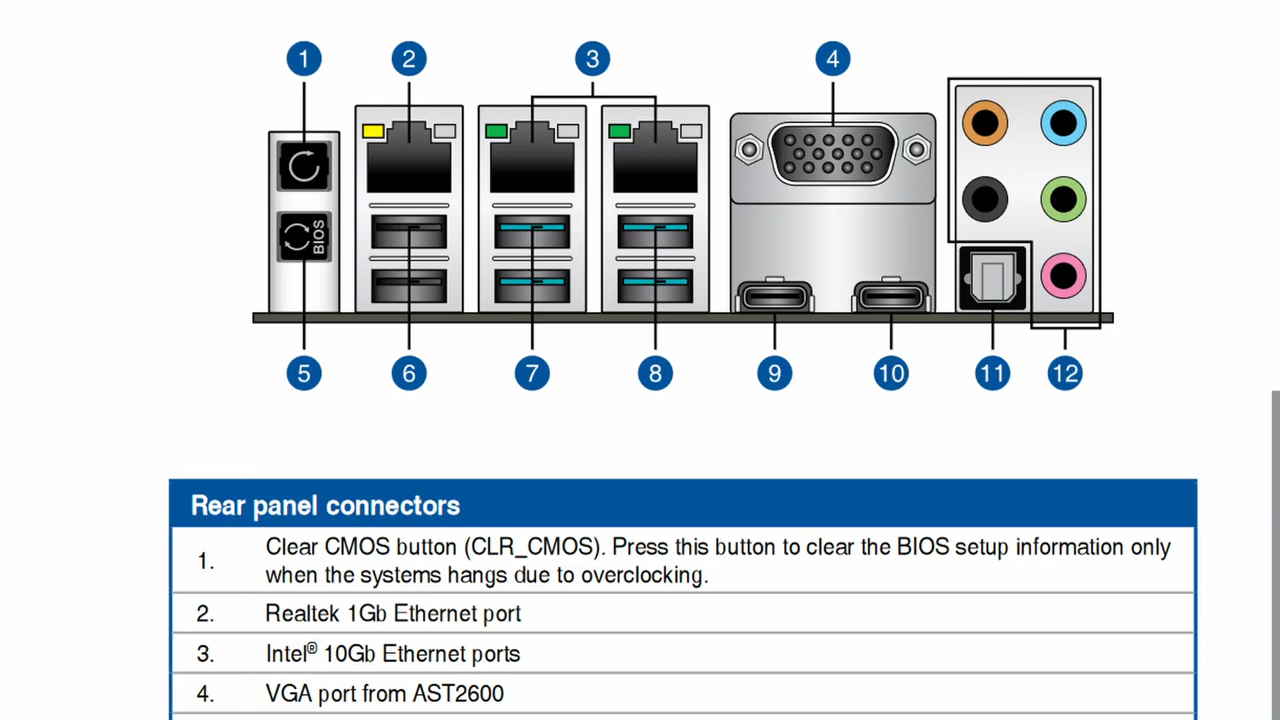 1 2 3 4
BIOS
5 6 7 8 9 10 11 12
Rear panel connectors
1. Clear CMOS button (CLR_CMOS). Press this button to clear the BIOS setup information only
when the systems hangs due to overclocking.
2. Realtek 1Gb Ethernet port
3. Intel® 10Gb Ethernet ports
4. VGA port from AST2600